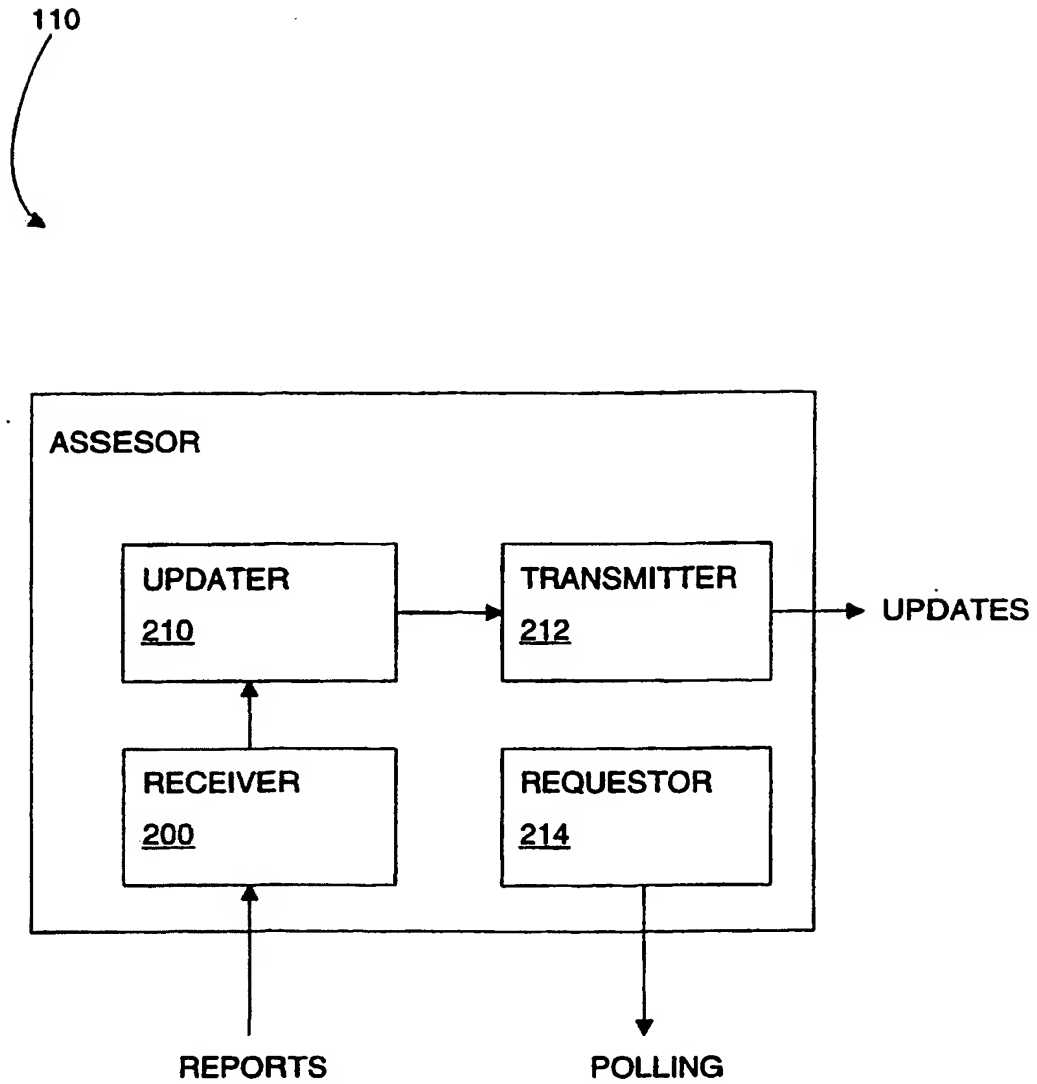 110
ASSESOR
UPDATER
210
TRANSMITTER
212
UPDATES
RECEIVER
200
REQUESTOR
214
REPORTS
POLLING